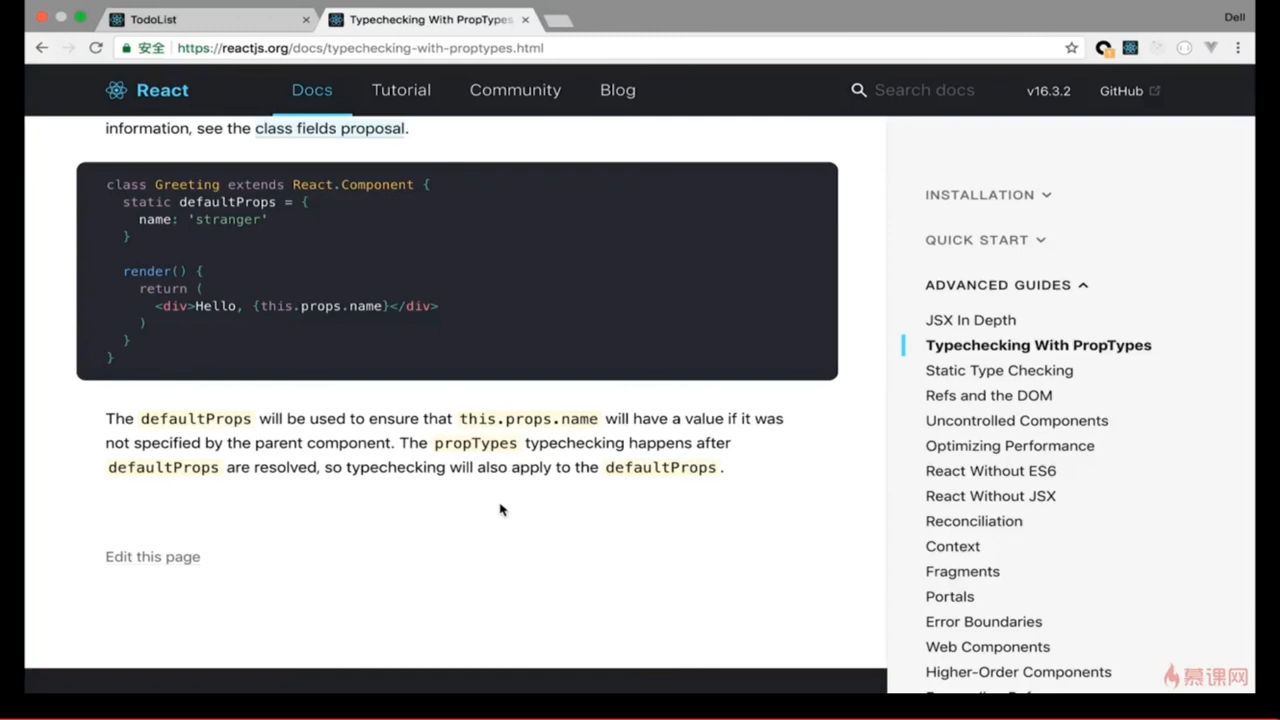 TodoList
Typechecking With PropTypes
Dell
安全
https://reactjs.org/docs/typechecking-with-proptypes.html
React
Docs
Tutorial
Community
Blog
Search docs
v16.3.2
GitHub
information, see the class fields proposal.
class Greeting extends React.Component {
static defaultProps = {
name: 'stranger'
}
render() {
return (
<div>Hello, {this.props.name}</div>
)
}
}
The defaultProps will be used to ensure that this.props.name will have a value if it was
not specified by the parent component. The propTypes typechecking happens after
defaultProps are resolved, so typechecking will also apply to the defaultProps.
Edit this page
INSTALLATION
QUICK START
ADVANCED GUIDES
JSX In Depth
Typechecking With PropTypes
Static Type Checking
Refs and the DOM
Uncontrolled Components
Optimizing Performance
React Without ES6
React Without JSX
Reconciliation
Context
Fragments
Portals
Error Boundaries
Web Components
Higher-Order Components
慕课网